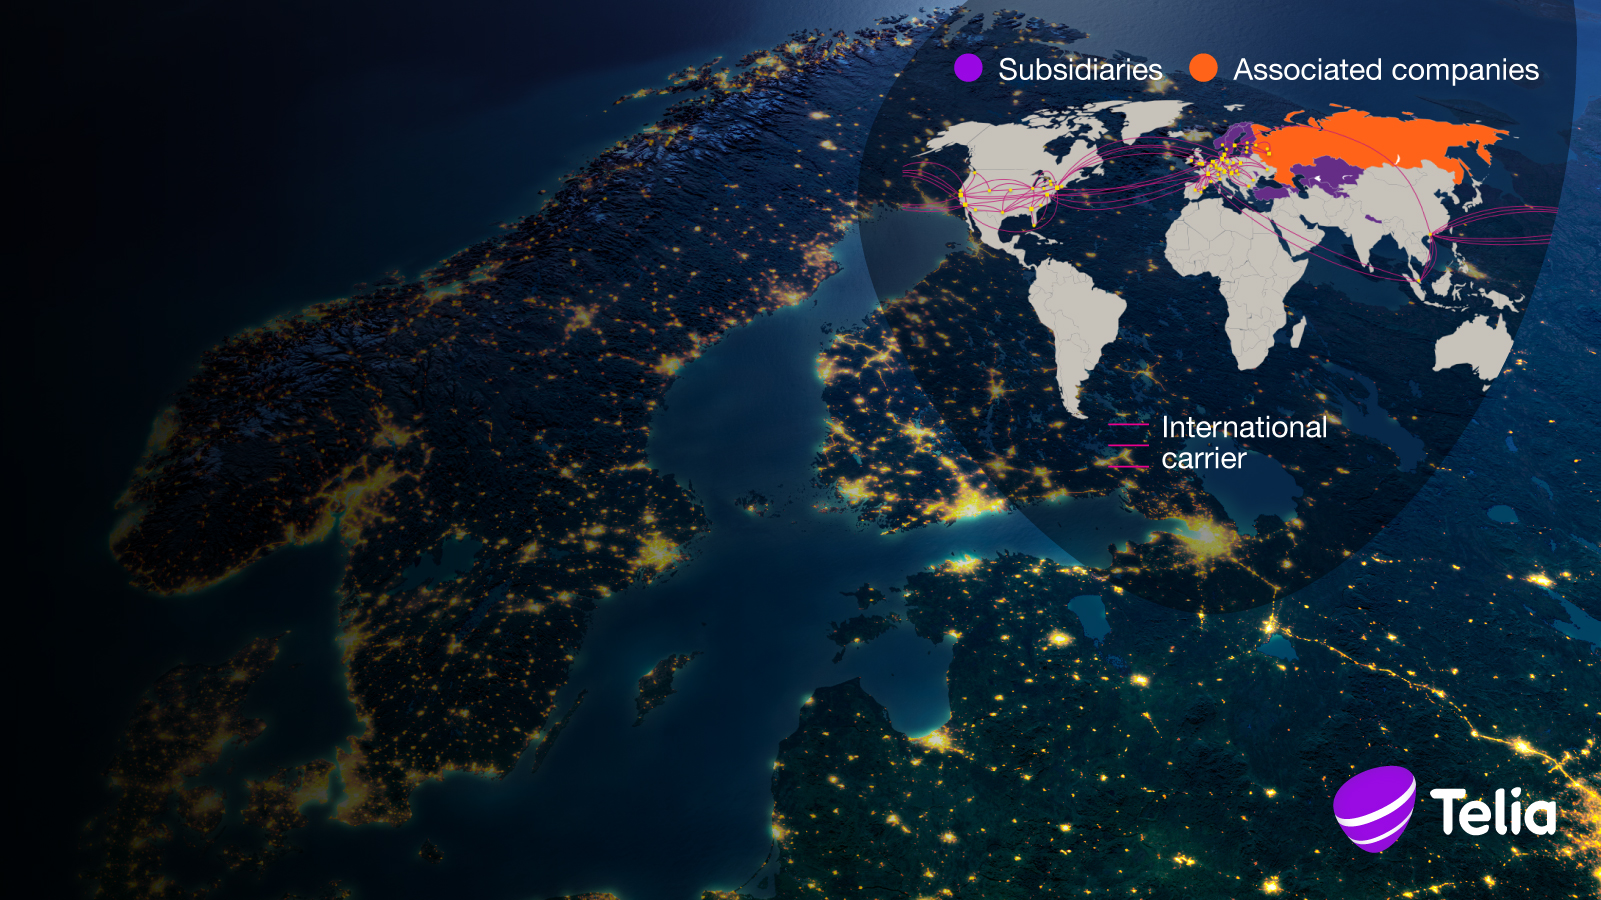 Subsidiaries
Associated companies
International
carrier
Telia